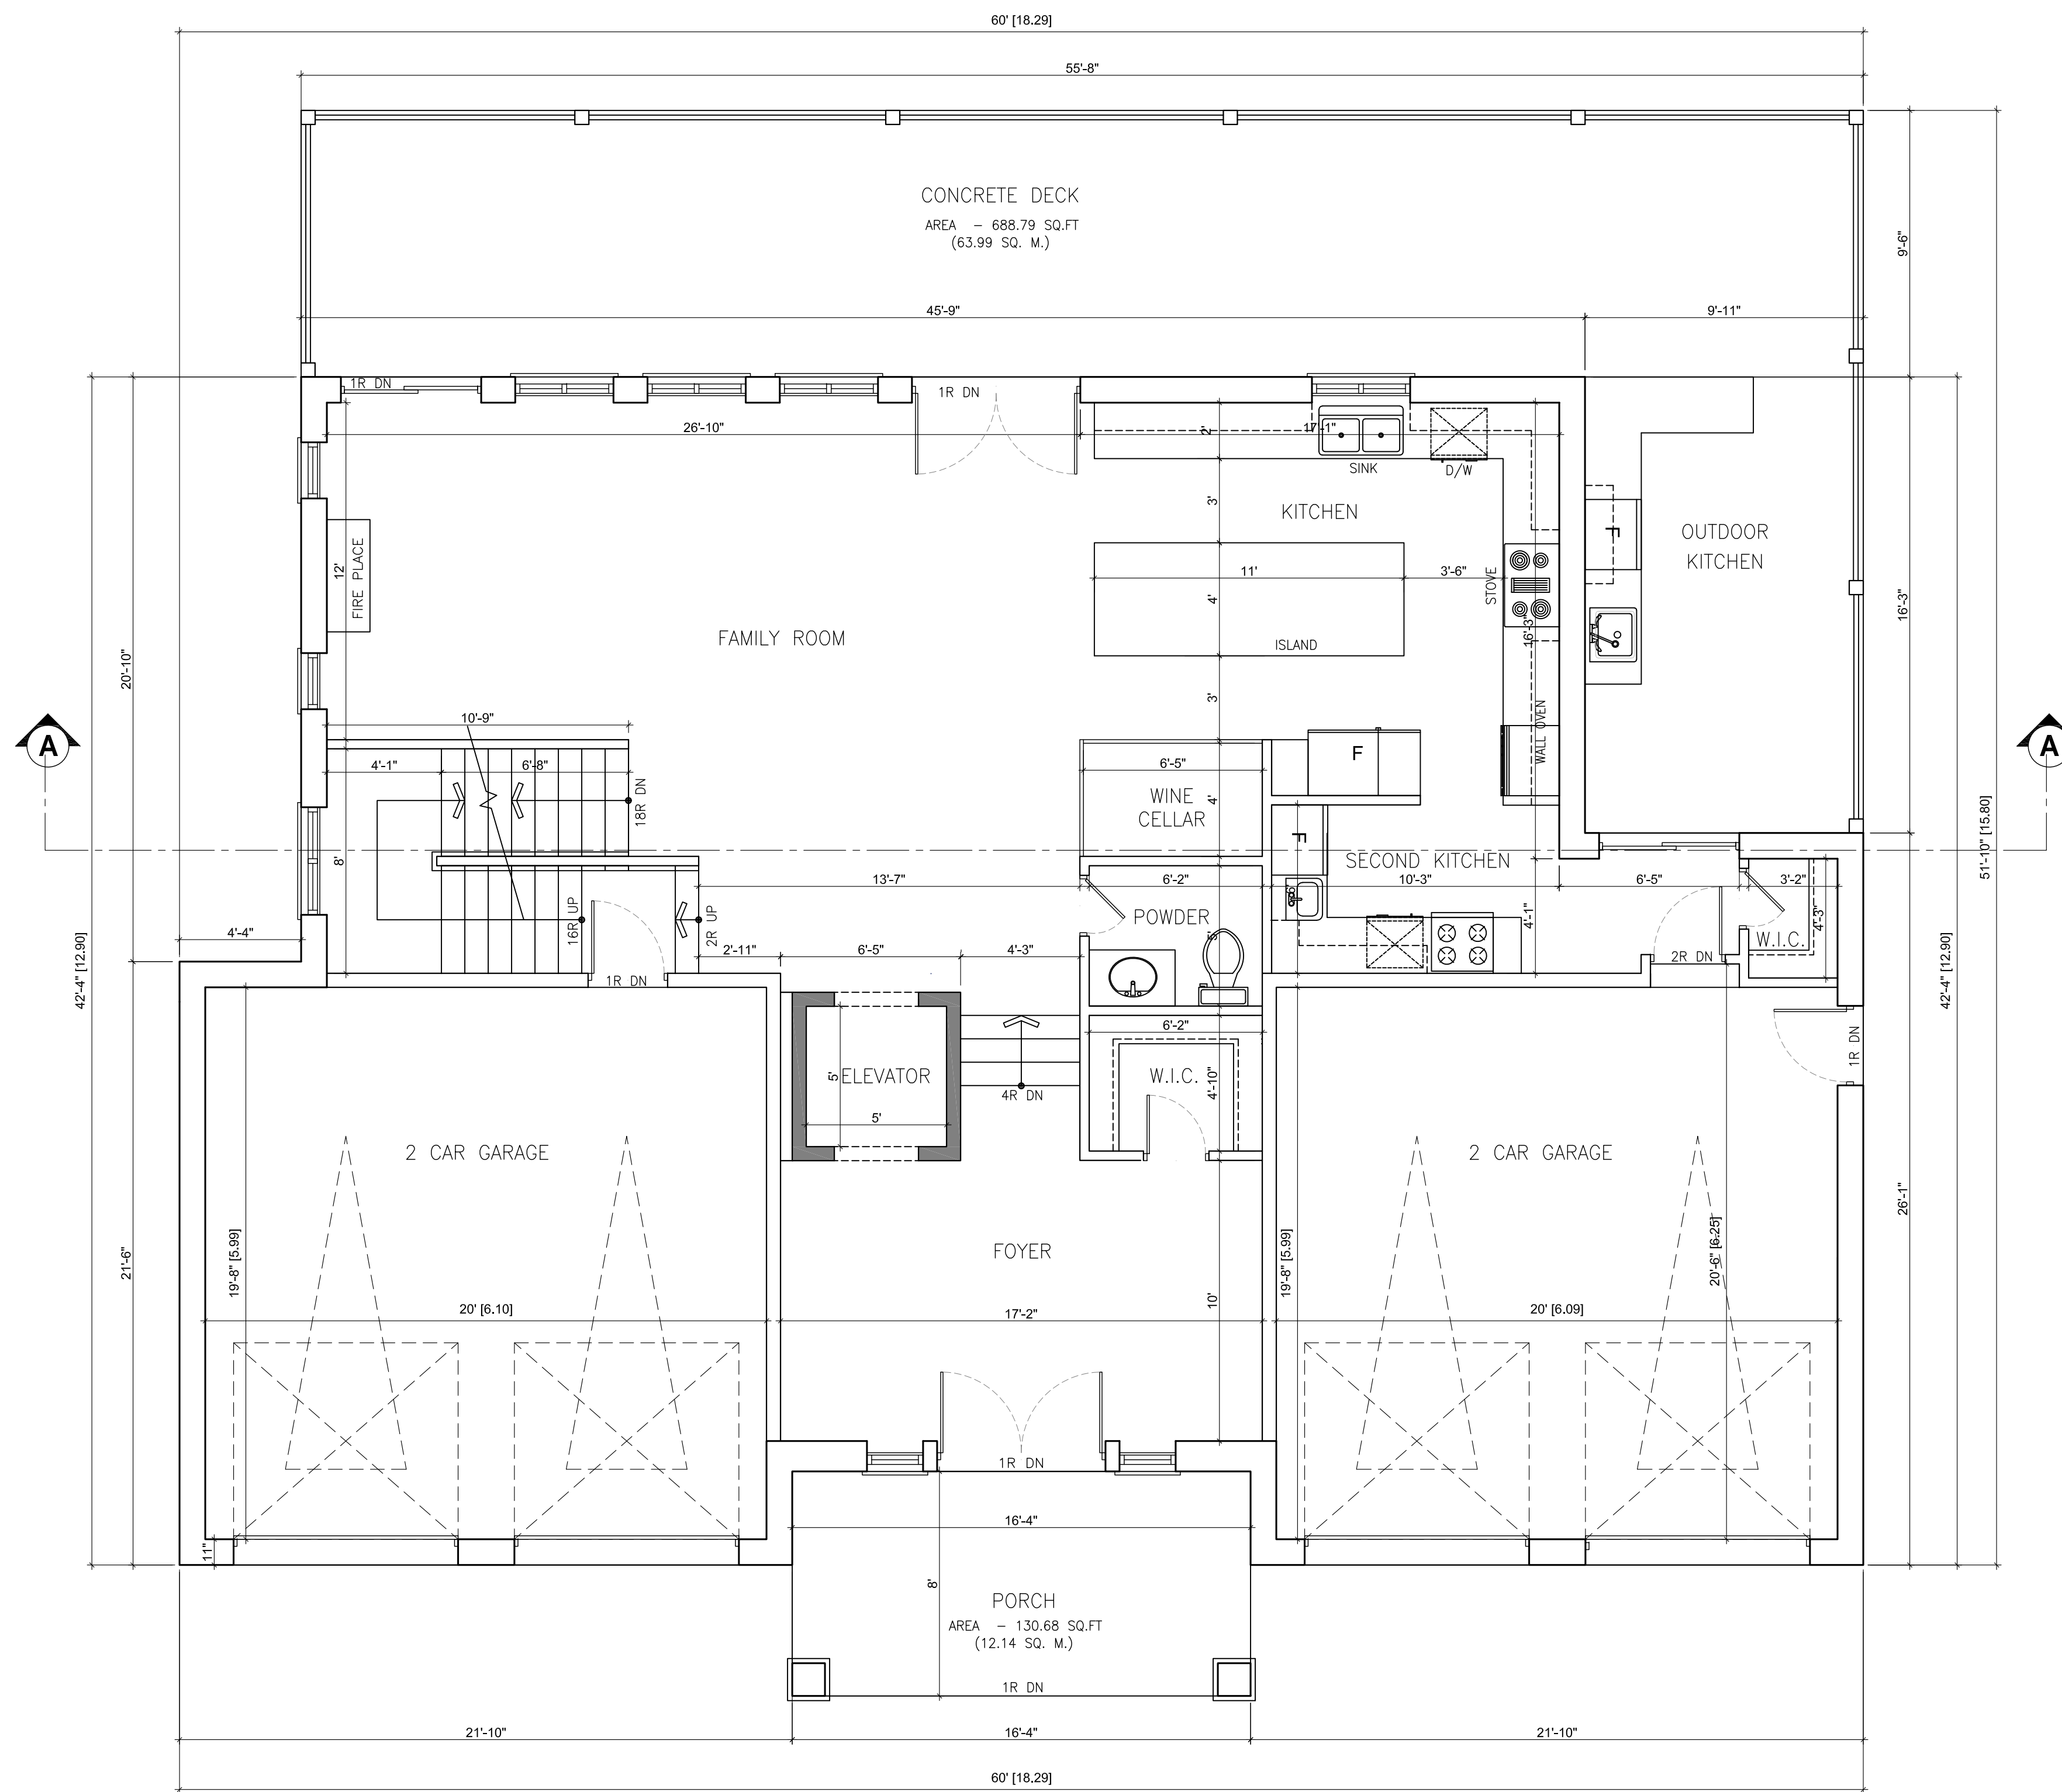 60' [18.29]
55'-8"
CONCRETE DECK
AREA - 688.79 SQ.FT
(63.99 SQ. M.)
9'-6"
45'-9"
9'-11"
1R DN
1R DN
26'-10"
2'
17'-1"
SINK
D/W
3'
KITCHEN
OUTDOOR
KITCHEN
F
12'
FIRE PLACE
11'
3'-6"
STOVE
4'
16'-3"
16'-3"
FAMILY ROOM
ISLAND
20'-10"
3'
10'-9"
A
A
WALL OVEN
F
4'-1"
6'-8"
18R DN
6'-5"
WINE
CELLAR
4'
51'-10" [15.80]
F
SECOND KITCHEN
8'
13'-7"
6'-2"
10'-3"
6'-5"
3'-2"
POWDER
4'-1"
4'-3"
16R UP
2R UP
5'
W.I.C.
4'-4"
2'-11"
6'-5"
4'-3"
2R DN
1R DN
42'-4" [12.90]
42'-4" [12.90]
6'-2"
1R DN
5'
ELEVATOR
W.I.C.
4'-10"
4R DN
5'
2 CAR GARAGE
2 CAR GARAGE
26'-1"
21'-6"
19'-8" [5.99]
FOYER
19'-8" [5.99]
20'-6" [6.25]
20' [6.10]
17'-2"
10'
20' [6.09]
1R DN
16'-4"
11"
8'
PORCH
AREA - 130.68 SQ.FT
(12.14 SQ. M.)
1R DN
21'-10"
16'-4"
21'-10"
60' [18.29]